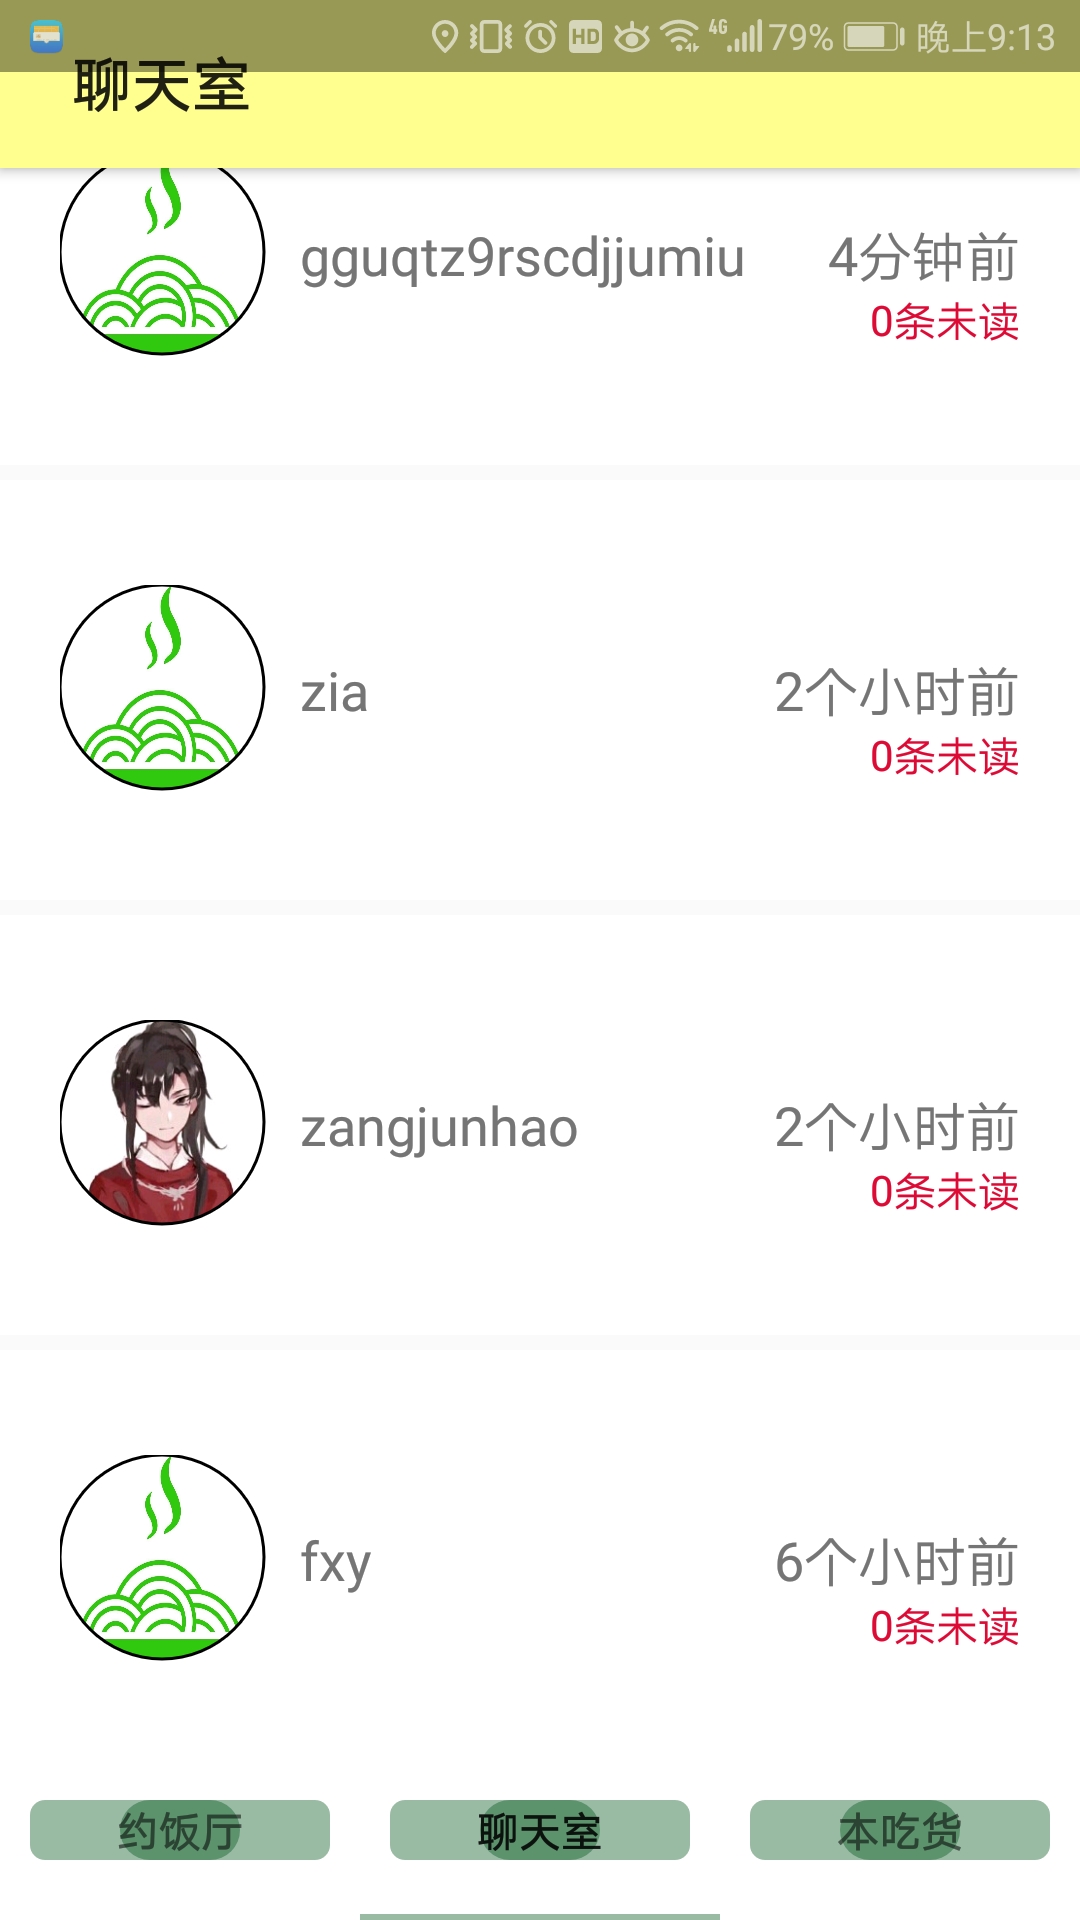 HD 4G 79% 晚上9:13
聊天室
gguqtz9rscdjjumiu 4分钟前
0条未读
zia 2个小时前
0条未读
zangjunhao 2个小时前
0条未读
fxy 6个小时前
0条未读
约饭厅 聊天室 本吃货